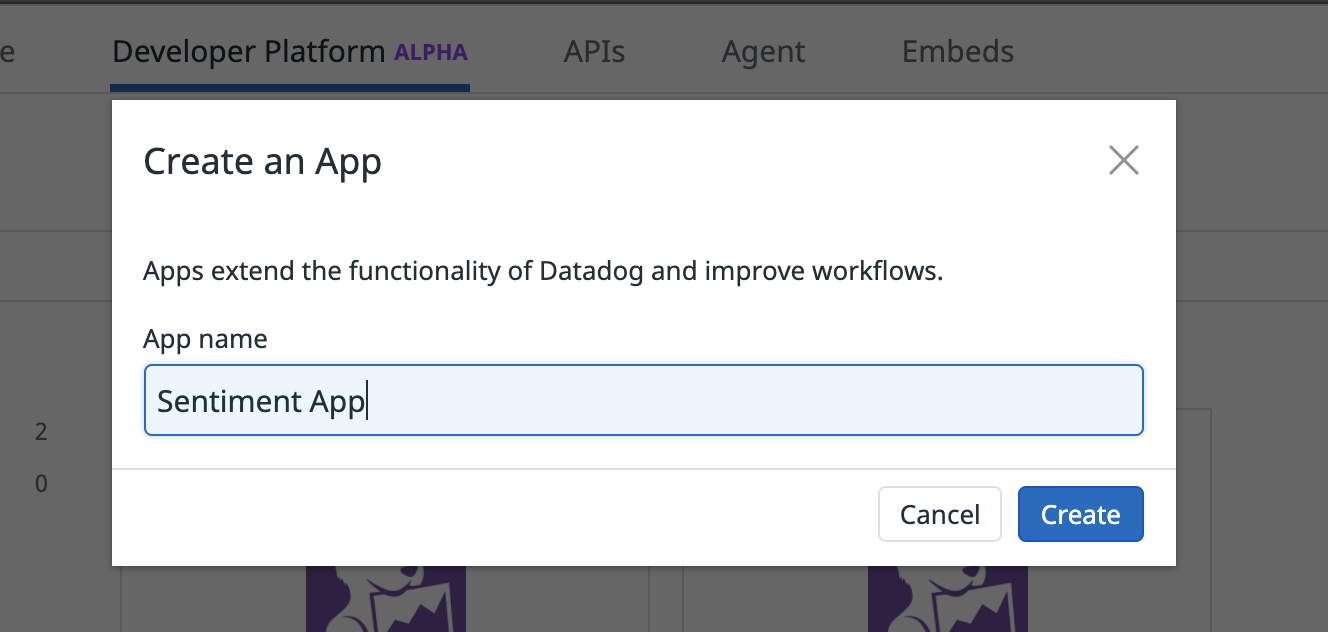 e Developer Platform ALPHA APIs Agent Embeds
Create an App
Apps extend the functionality of Datadog and improve workflows.
App name
Sentiment App
2
0
Cancel Create